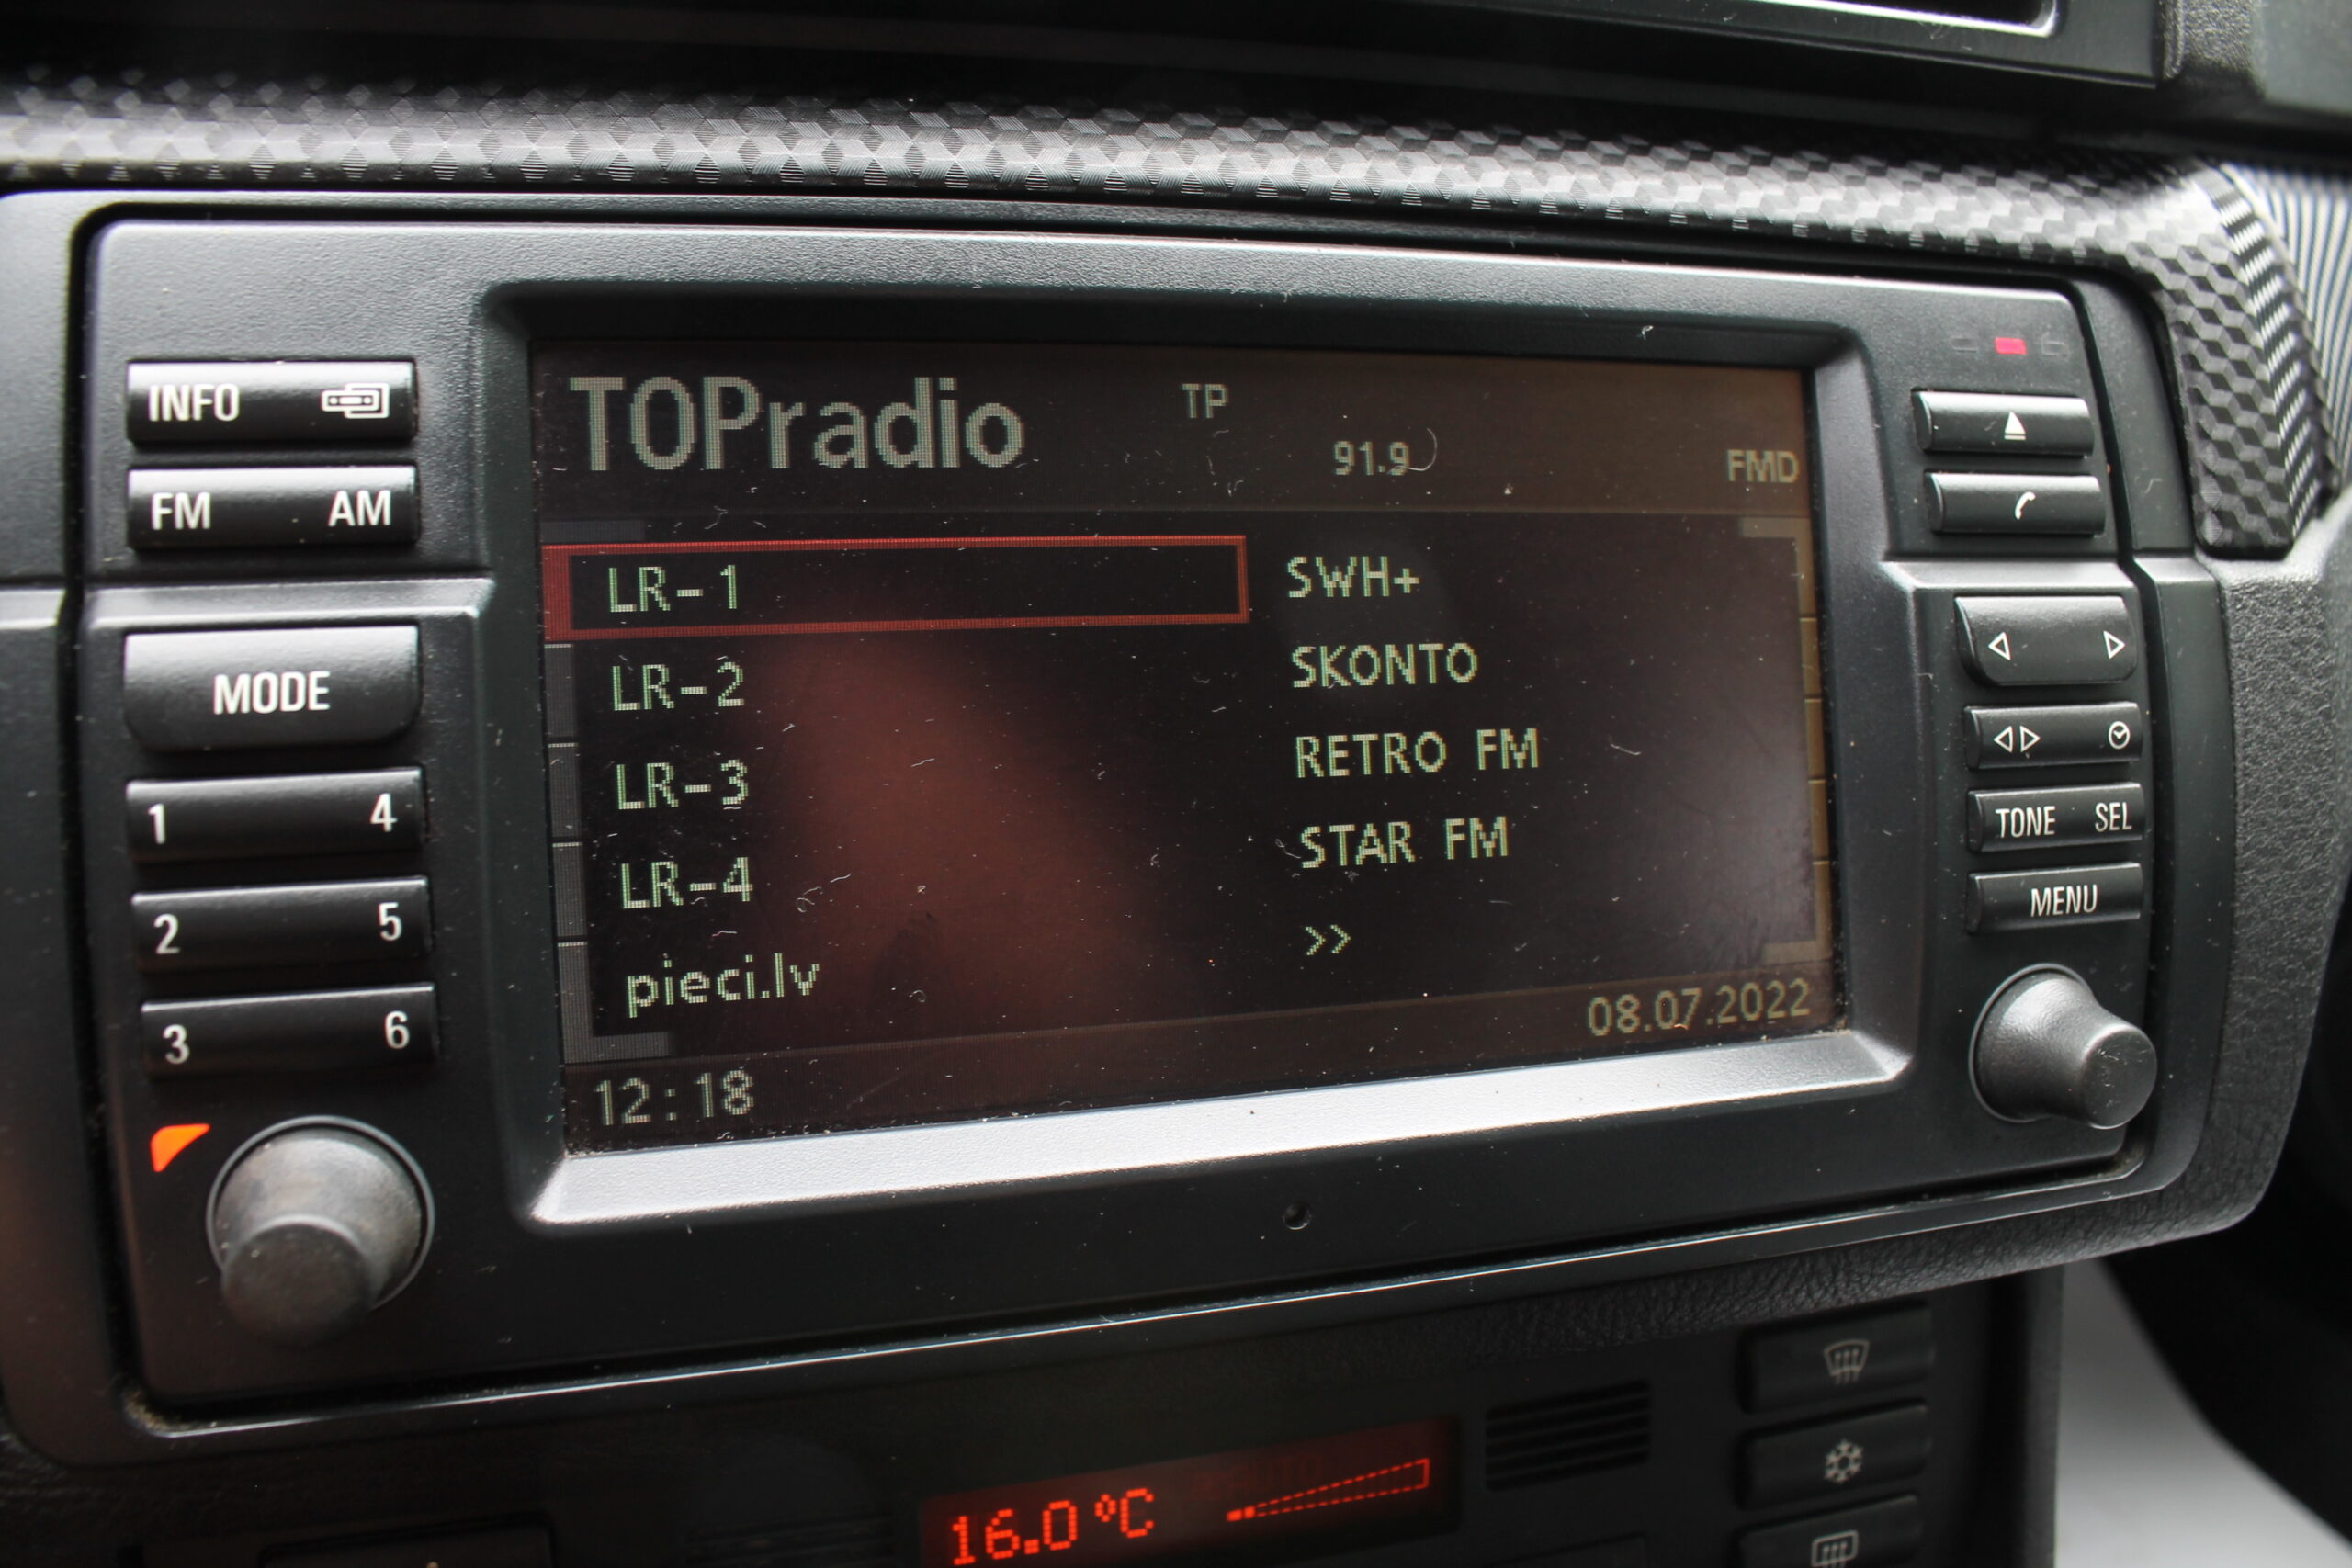 INFO
FM AM
MODE
1 4
2 5
3 6
TOPradio TP 91.9 FMD
LR-1 SWH+
LR-2 SKONTO
LR-3 RETRO FM
LR-4 STAR FM
pieci.lv >>
12:18 08.07.2022
TONE SEL
MENU
16.0 °C